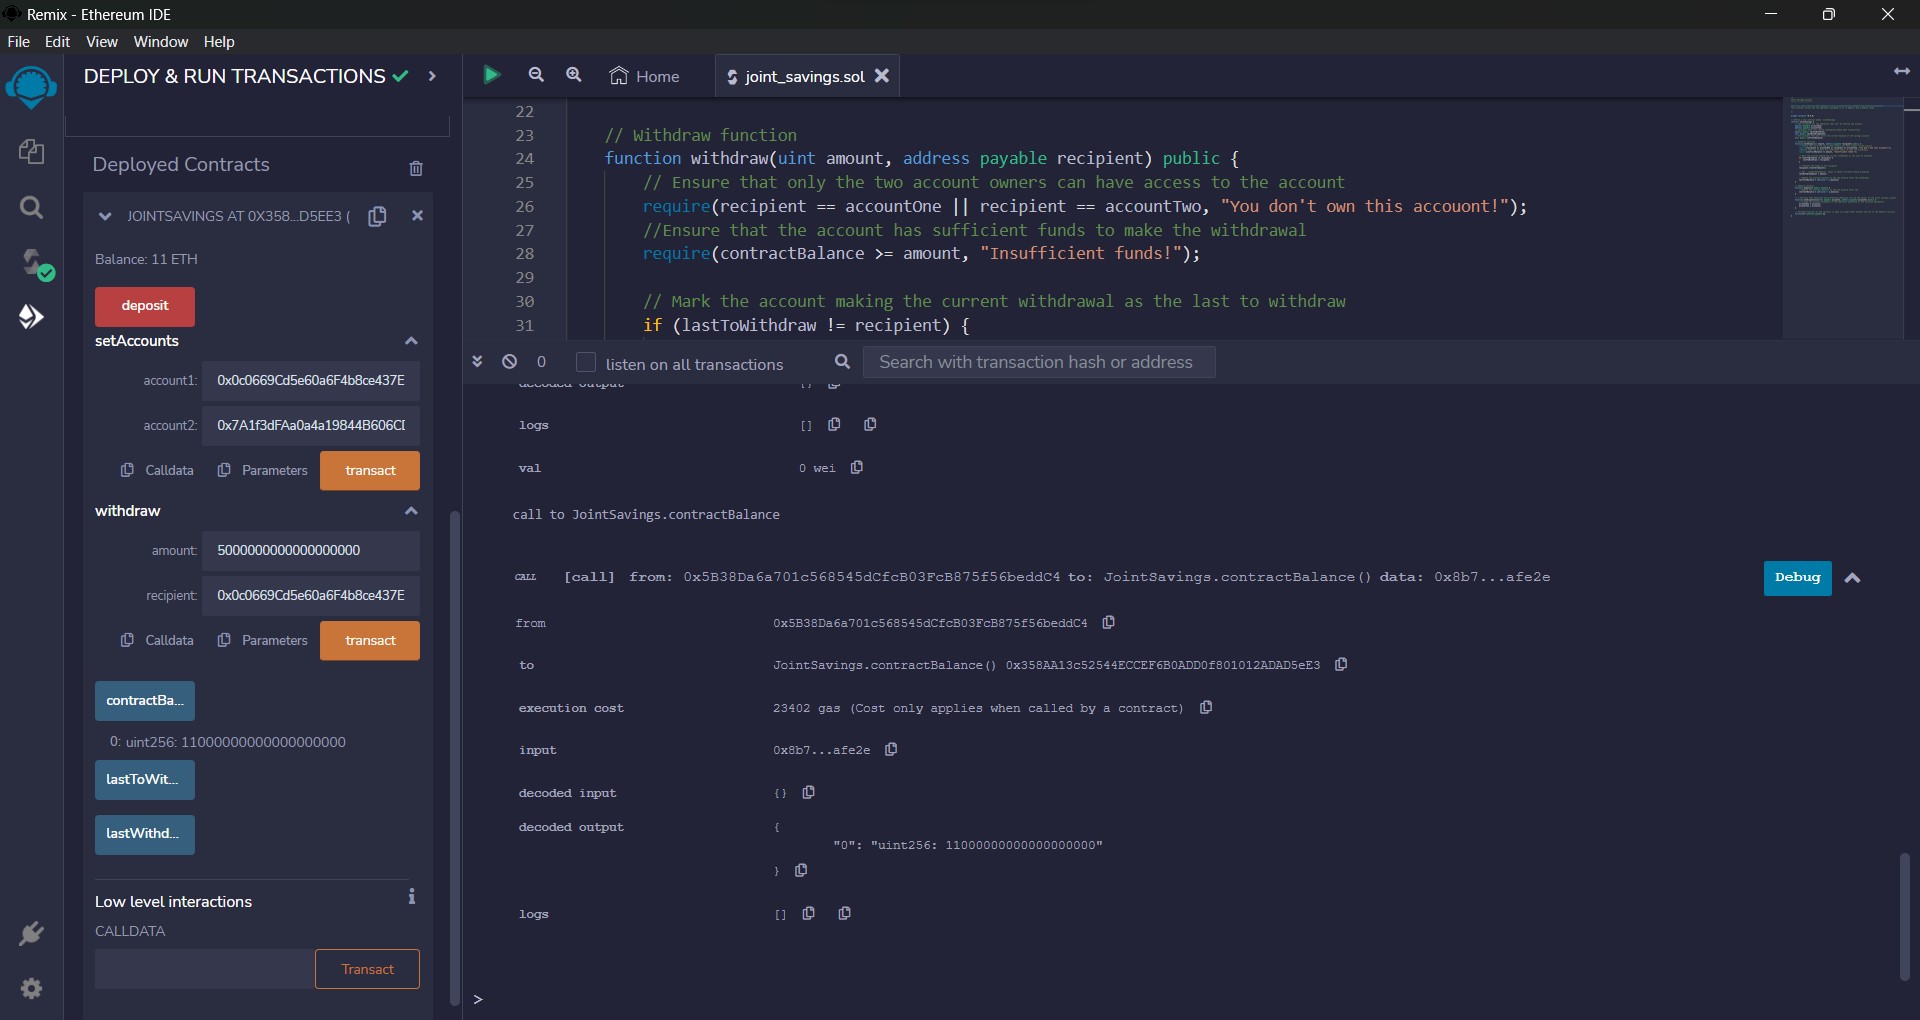 Remix - Ethereum IDE
File Edit View Window Help
DEPLOY & RUN TRANSACTIONS
Deployed Contracts
JOINTSAVINGS AT 0X358...D5EE3 (
Balance: 11 ETH
deposit
setAccounts
account1: 0x0c0669Cd5e60a6F4b8ce437E
account2: 0x7A1f3dFAa0a4a19844B606CD
Calldata Parameters transact
withdraw
amount: 5000000000000000000
recipient: 0x0c0669Cd5e60a6F4b8ce437E
Calldata Parameters transact
contractBa...
0: uint256: 11000000000000000000
lastToWit...
lastWithd...
Low level interactions
CALLDATA
Transact
Home joint_savings.sol
22
23 // Withdraw function
24 function withdraw(uint amount, address payable recipient) public {
25 // Ensure that only the two account owners can have access to the account
26 require(recipient == accountOne || recipient == accountTwo, "You don't own this accouont!");
27 //Ensure that the account has sufficient funds to make the withdrawal
28 require(contractBalance >= amount, "Insufficient funds!");
29
30 // Mark the account making the current withdrawal as the last to withdraw
31 if (lastToWithdraw != recipient) {
0 listen on all transactions Search with transaction hash or address
decoded output {}
logs []
val 0 wei
call to JointSavings.contractBalance
CALL [call] from: 0x5B38Da6a701c568545dCfcB03FcB875f56beddC4 to: JointSavings.contractBalance() data: 0x8b7...afe2e Debug
from 0x5B38Da6a701c568545dCfcB03FcB875f56beddC4
to JointSavings.contractBalance() 0x358AA13c52544ECCEF6B0ADD0f801012ADAD5eE3
execution cost 23402 gas (Cost only applies when called by a contract)
input 0x8b7...afe2e
decoded input {}
decoded output {
"0": "uint256: 11000000000000000000"
}
logs []
>